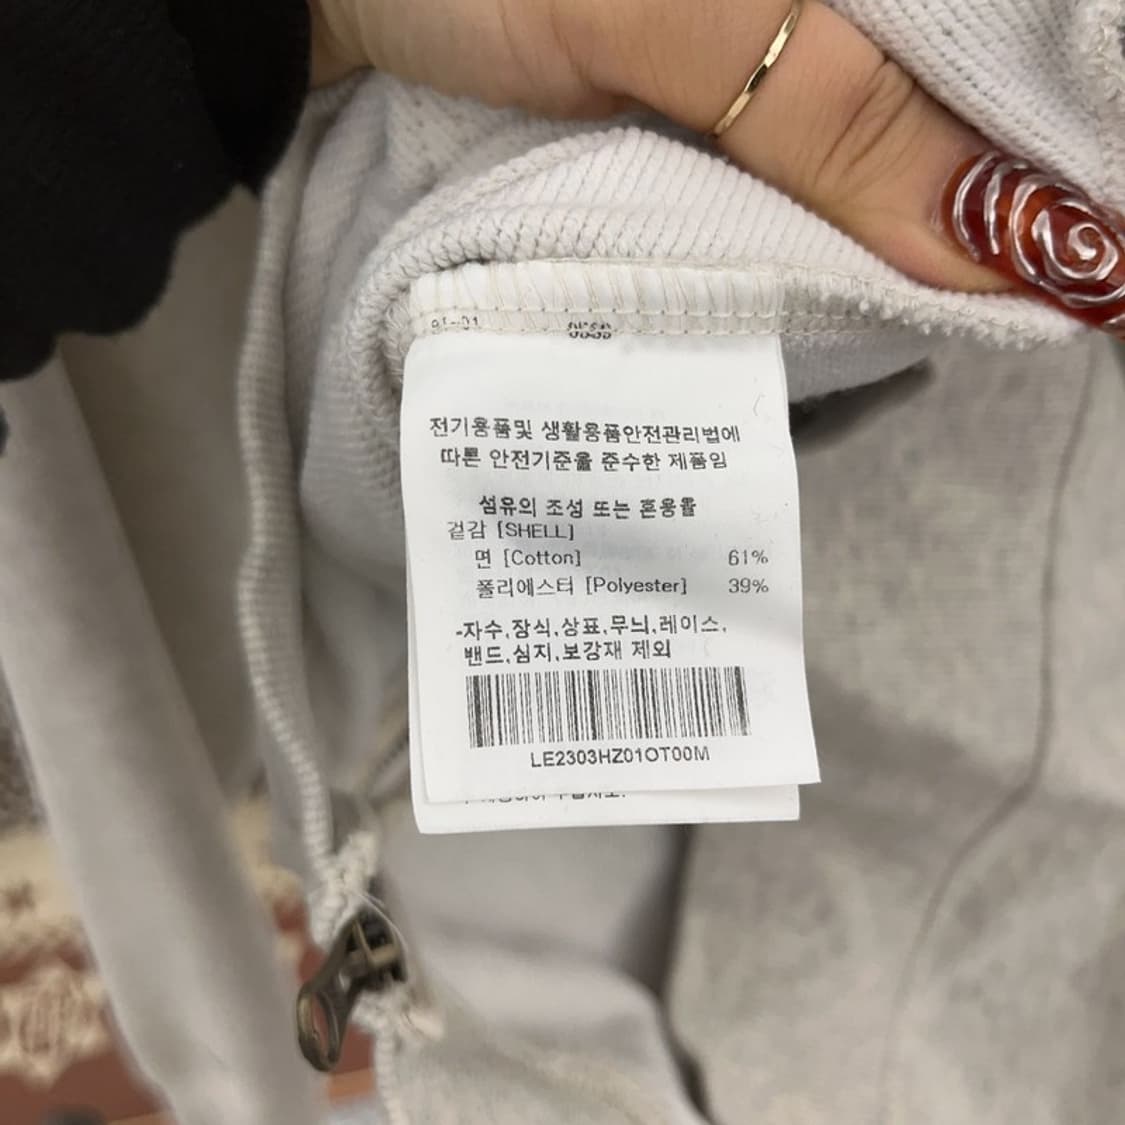 전기용품및 생활용품안전관리법에
따른 안전기준을 준수한 제품임
섬유의 조성 또는 혼용율
겉감 [SHELL]
면 [Cotton] 61%
폴리에스터 [Polyester] 39%
-자수,장식,상표,무늬,레이스,
밴드,심지,보강재 제외
LE2303HZ01OT00M